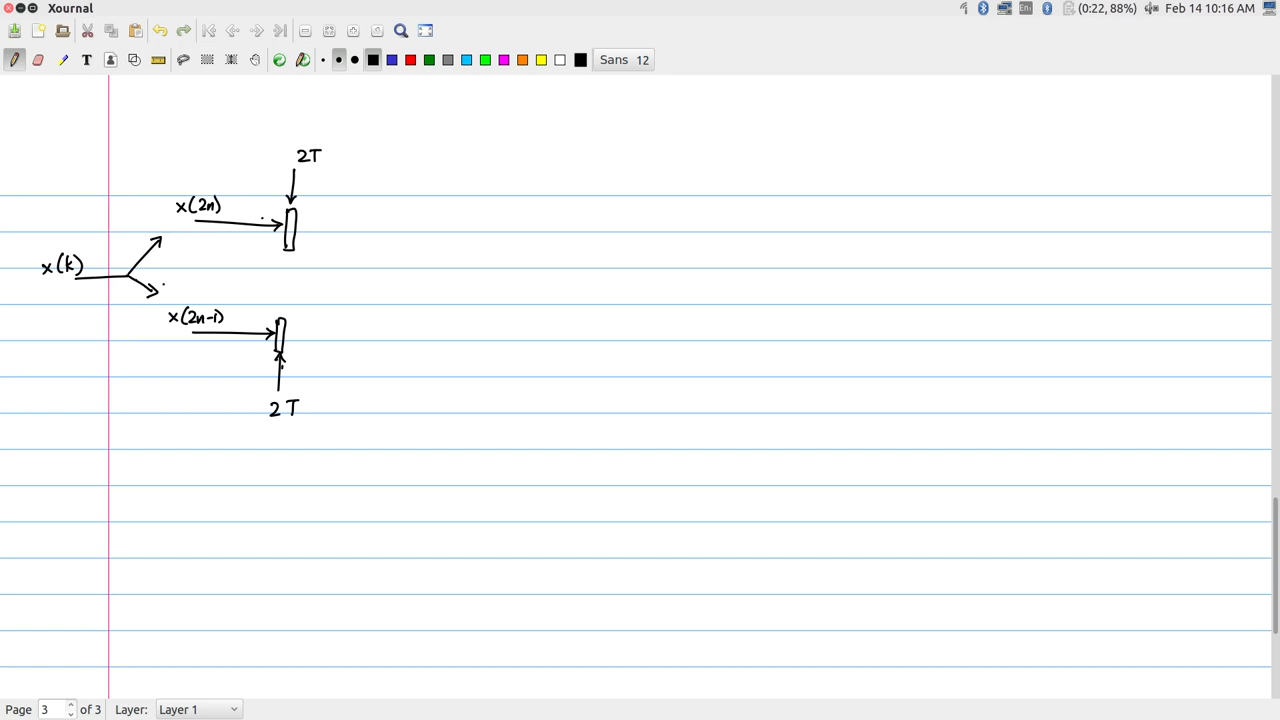 Xournal
(0:22, 88%)
Feb 14 10:16 AM
En
T
Sans 12
2T
x(2n)
x(k)
x(2n-1)
2T
Page 3 of 3 Layer: Layer 1